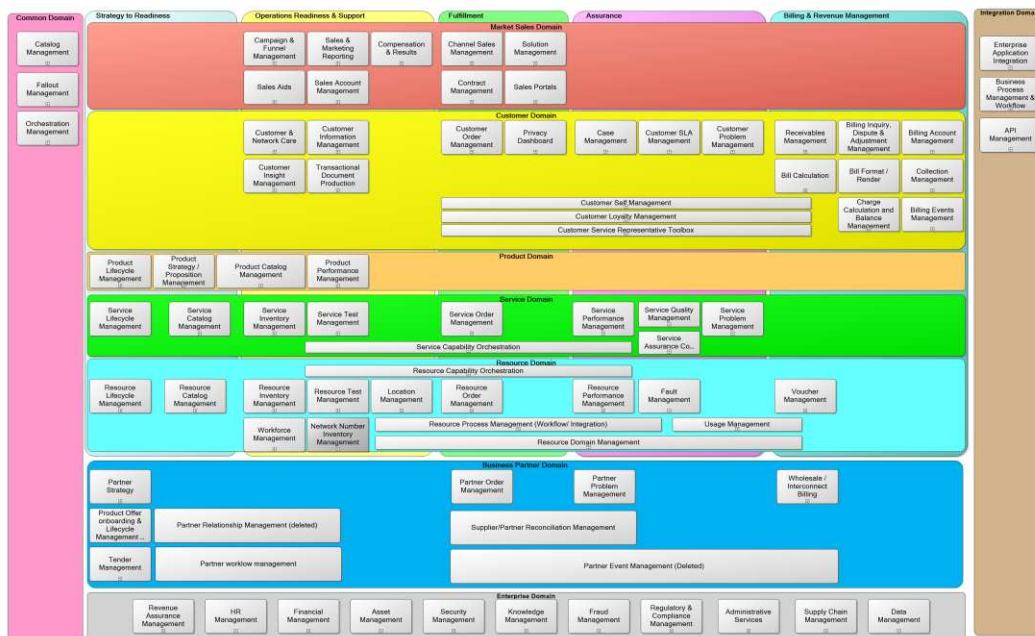 Common Domain
Catalog
Management
Fallout
Management
Orchestration
Management
Strategy to Readiness
Operations Readiness & Support
Fulfillment
Assurance
Billing & Revenue Management
Market Sales Domain
Campaign &
Funnel
Management
Sales &
Marketing
Reporting
Compensation
& Results
Channel Sales
Management
Solution
Management
Sales Aids
Sales Account
Management
Contract
Management
Sales Portals
Customer Domain
Customer &
Network Care
Customer
Information
Management
Customer
Order
Management
Privacy
Dashboard
Case
Management
Customer SLA
Management
Customer
Problem
Management
Receivables
Management
Billing Inquiry,
Dispute &
Adjustment
Management
Billing Account
Management
Customer
Insight
Management
Transactional
Document
Production
Bill Calculation
Bill Format /
Render
Collection
Management
Customer Self Management
Customer Loyalty Management
Customer Service Representative Toolbox
Charge
Calculation and
Balance
Management
Billing Events
Management
Product Domain
Product
Lifecycle
Management
Product
Strategy /
Proposition
Management
Product Catalog
Management
Product
Performance
Management
Service Domain
Service
Lifecycle
Management
Service
Catalog
Management
Service
Inventory
Management
Service Test
Management
Service Order
Management
Service
Performance
Management
Service Quality
Management
Service
Problem
Management
Service Capability Orchestration
Service
Assurance Co...
Resource Domain
Resource Capability Orchestration
Resource
Lifecycle
Management
Resource
Catalog
Management
Resource
Inventory
Management
Resource Test
Management
Location
Management
Resource
Order
Management
Resource
Performance
Management
Fault
Management
Voucher
Management
Workforce
Management
Network Number
Inventory
Management
Resource Process Management (Workflow/ Integration)
Usage Management
Resource Domain Management
Business Partner Domain
Partner
Strategy
Partner Order
Management
Partner
Problem
Management
Wholesale /
Interconnect
Billing
Product Offer
onboarding &
Lifecycle
Management ...
Partner Relationship Management (deleted)
Supplier/Partner Reconciliation Management
Tender
Management
Partner worklow management
Partner Event Management (Deleted)
Enterprise Domain
Revenue
Assurance
Management
HR
Management
Financial
Management
Asset
Management
Security
Management
Knowledge
Management
Fraud
Management
Regulatory &
Compliance
Management
Administrative
Services
Supply Chain
Management
Data
Management
Integration Domain
Enterprise
Application
Integration
Business
Process
Management &
Workflow
API
Management